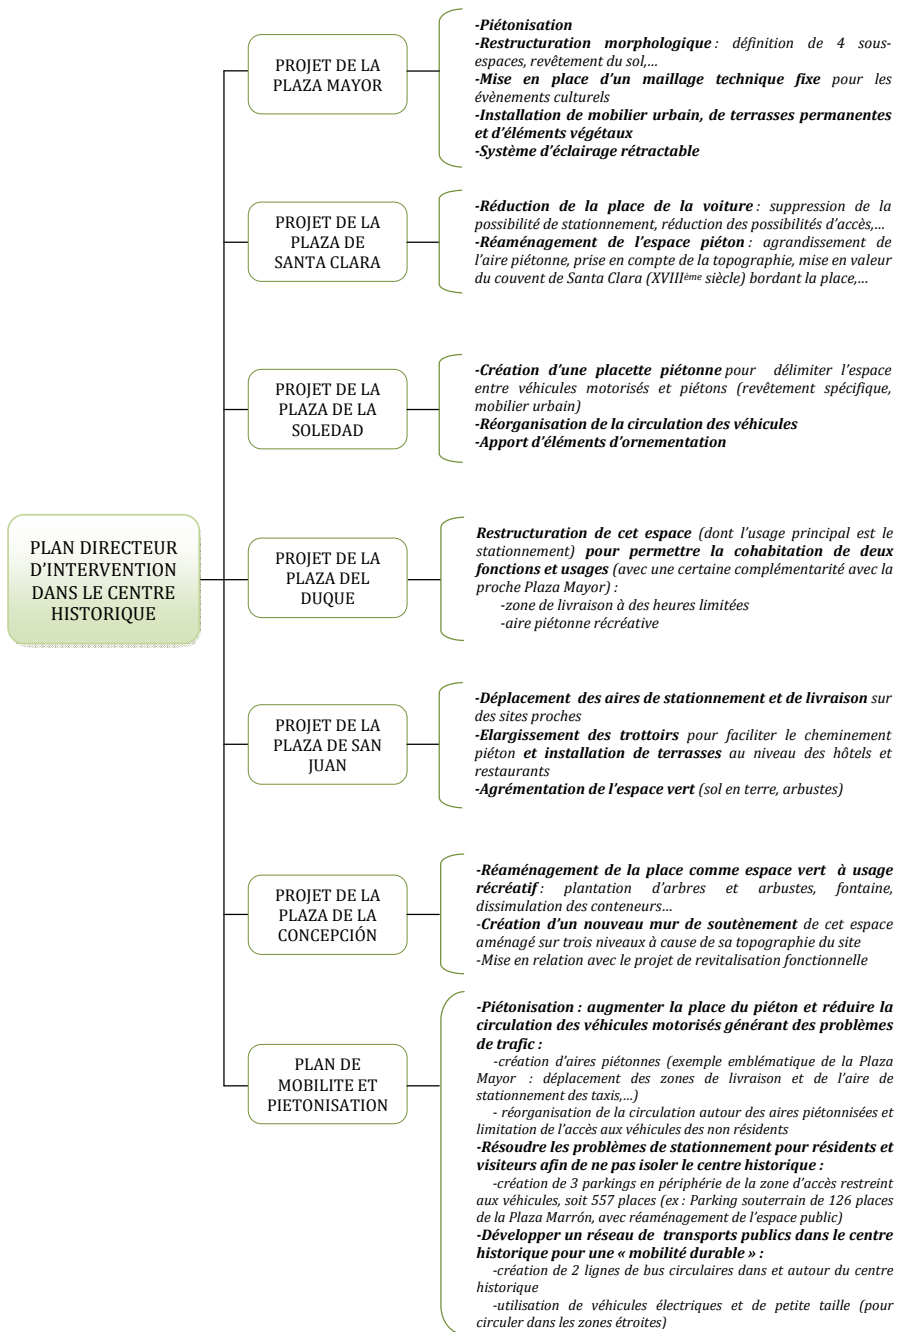 PLAN DIRECTEUR
D'INTERVENTION
DANS LE CENTRE
HISTORIQUE
PROJET DE LA
PLAZA MAYOR
-Piétonisation
-Restructuration morphologique : définition de 4 sous-
espaces, revêtement du sol,...
-Mise en place d'un maillage technique fixe pour les
évènements culturels
-Installation de mobilier urbain, de terrasses permanentes
et d'éléments végétaux
-Système d'éclairage rétractable
PROJET DE LA
PLAZA DE
SANTA CLARA
-Réduction de la place de la voiture : suppression de la
possibilité de stationnement, réduction des possibilités d'accès,...
-Réaménagement de l'espace piéton : agrandissement de
l'aire piétonne, prise en compte de la topographie, mise en valeur
du couvent de Santa Clara (XVIIIème siècle) bordant la place,...
PROJET DE LA
PLAZA DE LA
SOLEDAD
-Création d'une placette piétonne pour délimiter l'espace
entre véhicules motorisés et piétons (revêtement spécifique,
mobilier urbain)
-Réorganisation de la circulation des véhicules
-Apport d'éléments d'ornementation
PROJET DE LA
PLAZA DEL
DUQUE
Restructuration de cet espace (dont l'usage principal est le
stationnement) pour permettre la cohabitation de deux
fonctions et usages (avec une certaine complémentarité avec la
proche Plaza Mayor) :
-zone de livraison à des heures limitées
-aire piétonne récréative
PROJET DE LA
PLAZA DE SAN
JUAN
-Déplacement des aires de stationnement et de livraison sur
des sites proches
-Elargissement des trottoirs pour faciliter le cheminement
piéton et installation de terrasses au niveau des hôtels et
restaurants
-Agrémentation de l'espace vert (sol en terre, arbustes)
PROJET DE LA
PLAZA DE LA
CONCEPCIÓN
-Réaménagement de la place comme espace vert à usage
récréatif : plantation d'arbres et arbustes, fontaine,
dissimulation des conteneurs...
-Création d'un nouveau mur de soutènement de cet espace
aménagé sur trois niveaux à cause de sa topographie du site
-Mise en relation avec le projet de revitalisation fonctionnelle
PLAN DE
MOBILITE ET
PIETONISATION
-Piétonisation : augmenter la place du piéton et réduire la
circulation des véhicules motorisés générant des problèmes
de trafic :
-création d'aires piétonnes (exemple emblématique de la Plaza
Mayor : déplacement des zones de livraison et de l'aire de
stationnement des taxis,...)
- réorganisation de la circulation autour des aires piétonnisées et
limitation de l'accès aux véhicules des non résidents
-Résoudre les problèmes de stationnement pour résidents et
visiteurs afin de ne pas isoler le centre historique :
-création de 3 parkings en périphérie de la zone d'accès restreint
aux véhicules, soit 557 places (ex : Parking souterrain de 126 places
de la Plaza Marrón, avec réaménagement de l'espace public)
-Développer un réseau de transports publics dans le centre
historique pour une « mobilité durable » :
-création de 2 lignes de bus circulaires dans et autour du centre
historique
-utilisation de véhicules électriques et de petite taille (pour
circuler dans les zones étroites)